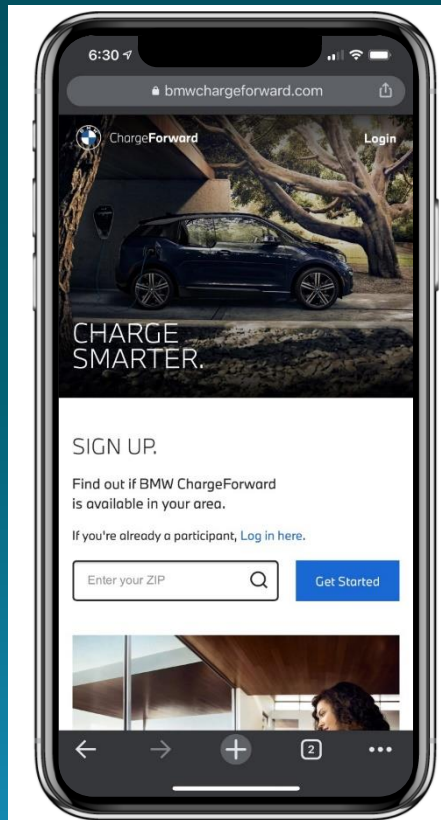 6:30
bmwchargeforward.com
ChargeForward
Login
CHARGE
SMARTER.
SIGN UP.
Find out if BMW ChargeForward
is available in your area.
If you're already a participant, Log in here.
Enter your ZIP
Get Started
2